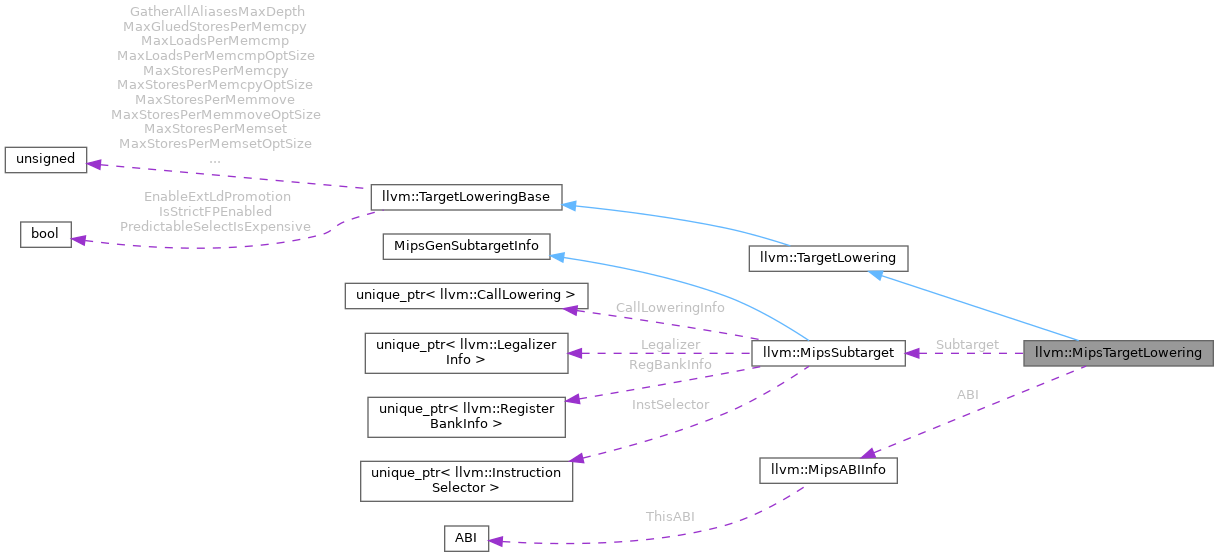 GatherAllAliasesMaxDepth
MaxGluedStoresPerMemcpy
MaxLoadsPerMemcmp
MaxLoadsPerMemcmpOptSize
MaxStoresPerMemcpy
MaxStoresPerMemcpyOptSize
MaxStoresPerMemmove
MaxStoresPerMemmoveOptSize
MaxStoresPerMemset
MaxStoresPerMemsetOptSize
...
unsigned
EnableExtLdPromotion
IsStrictFPEnabled
PredictableSelectIsExpensive
bool
llvm::TargetLoweringBase
MipsGenSubtargetInfo
llvm::TargetLowering
unique_ptr< llvm::CallLowering >
CallLoweringInfo
unique_ptr< llvm::Legalizer
Info >
Legalizer
RegBankInfo
llvm::MipsSubtarget
Subtarget
llvm::MipsTargetLowering
unique_ptr< llvm::Register
BankInfo >
InstSelector
ABI
unique_ptr< llvm::Instruction
Selector >
llvm::MipsABIInfo
ThisABI
ABI